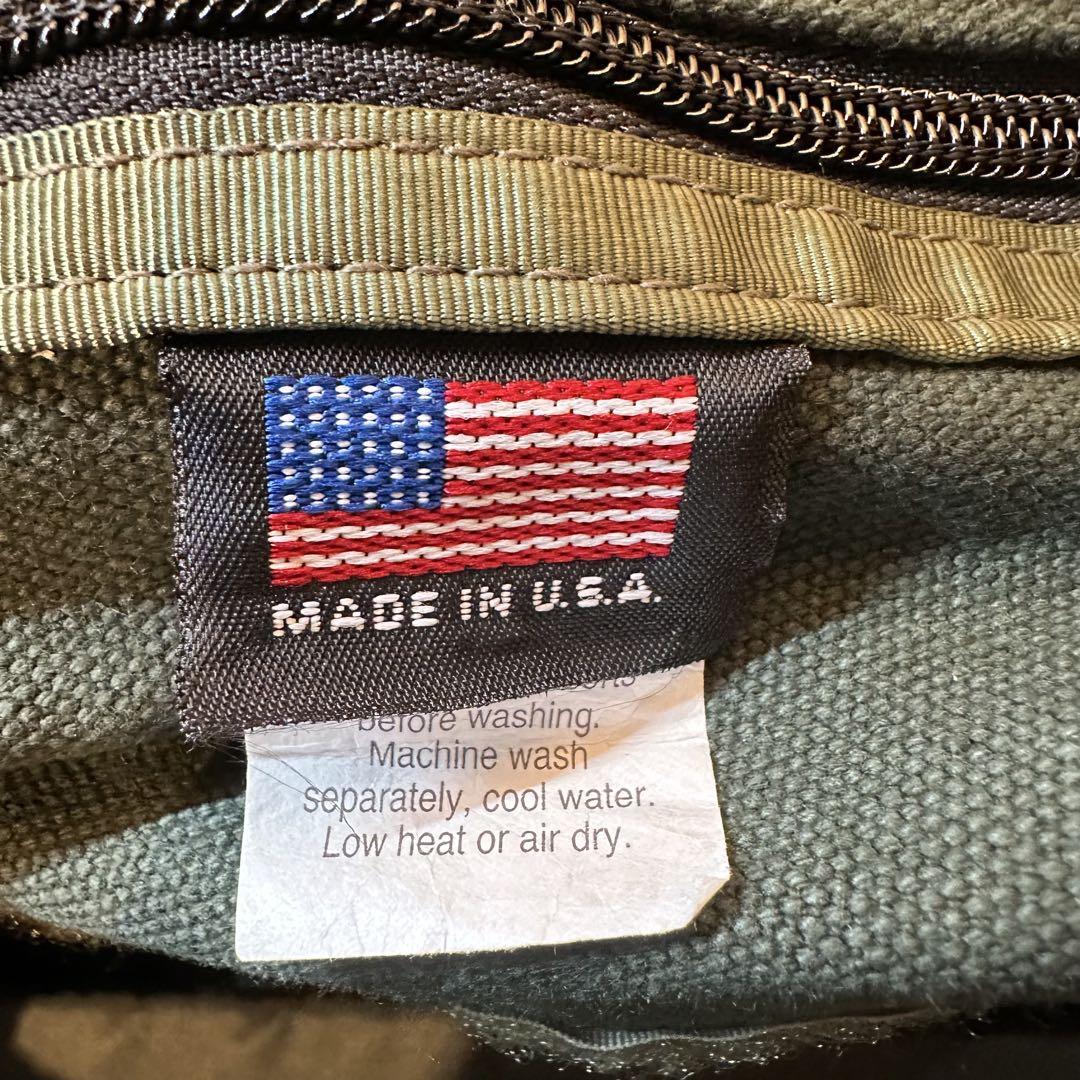 MADE IN U.S.A.
before washing.
Machine wash
separately, cool water.
Low heat or air dry.